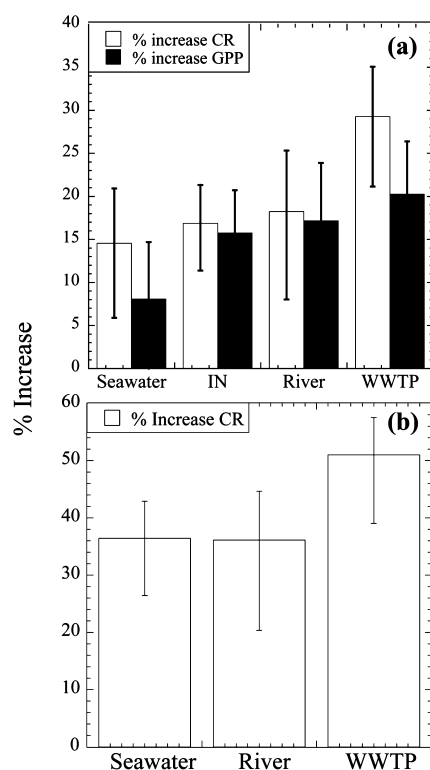 % Increase
40
35
30
25
20
15
10
5
0
% increase CR
% increase GPP
(a)
Seawater IN River WWTP
60
50
40
30
20
10
0
% Increase CR
(b)
Seawater River WWTP